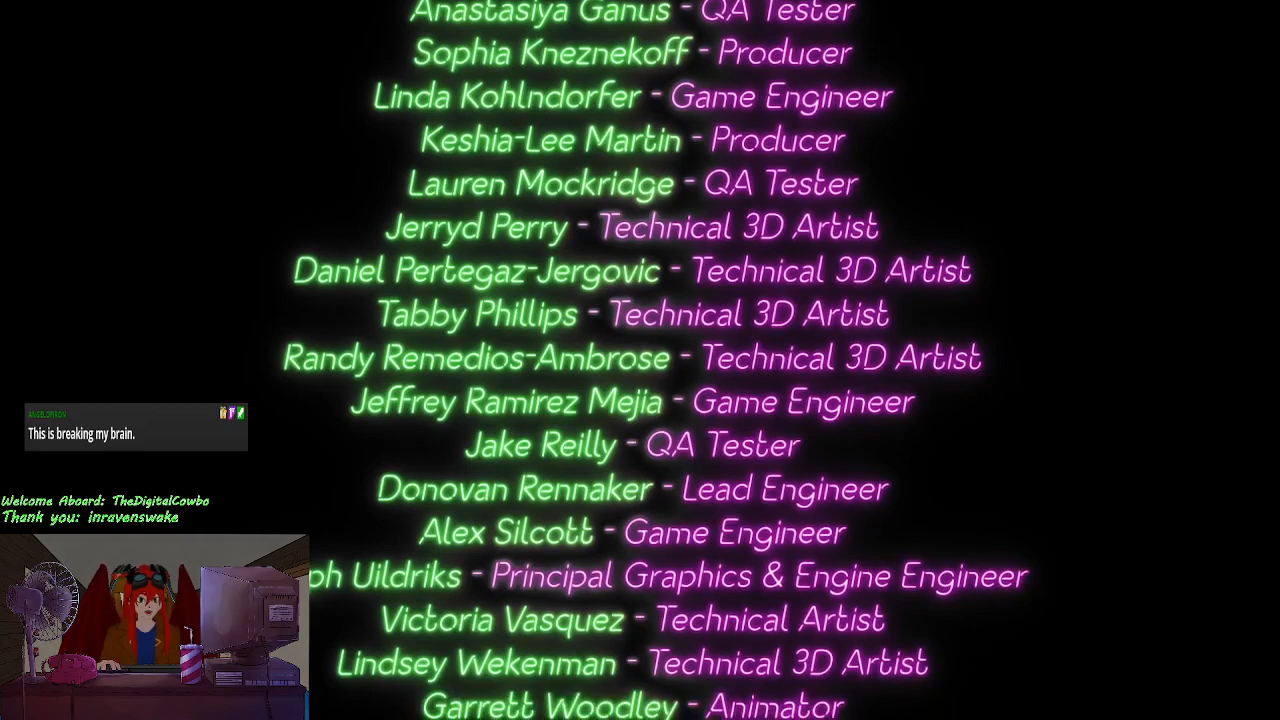 Anastasiya Ganus - QA Tester
Sophia Kneznekoff - Producer
Linda Kohlndorfer - Game Engineer
Keshia-Lee Martin - Producer
Lauren Mockridge - QA Tester
Jerryd Perry - Technical 3D Artist
Daniel Pertegaz-Jergovic - Technical 3D Artist
Tabby Phillips - Technical 3D Artist
Randy Remedios-Ambrose - Technical 3D Artist
Jeffrey Ramirez Mejia - Game Engineer
Jake Reilly - QA Tester
Donovan Rennaker - Lead Engineer
Alex Silcott - Game Engineer
oh Uildriks - Principal Graphics & Engine Engineer
Victoria Vasquez - Technical Artist
Lindsey Wekenman - Technical 3D Artist
Garrett Woodley - Animator
This is breaking my brain.
Welcome Aboard: TheDigitalCowbo
Thank you: inravenswake